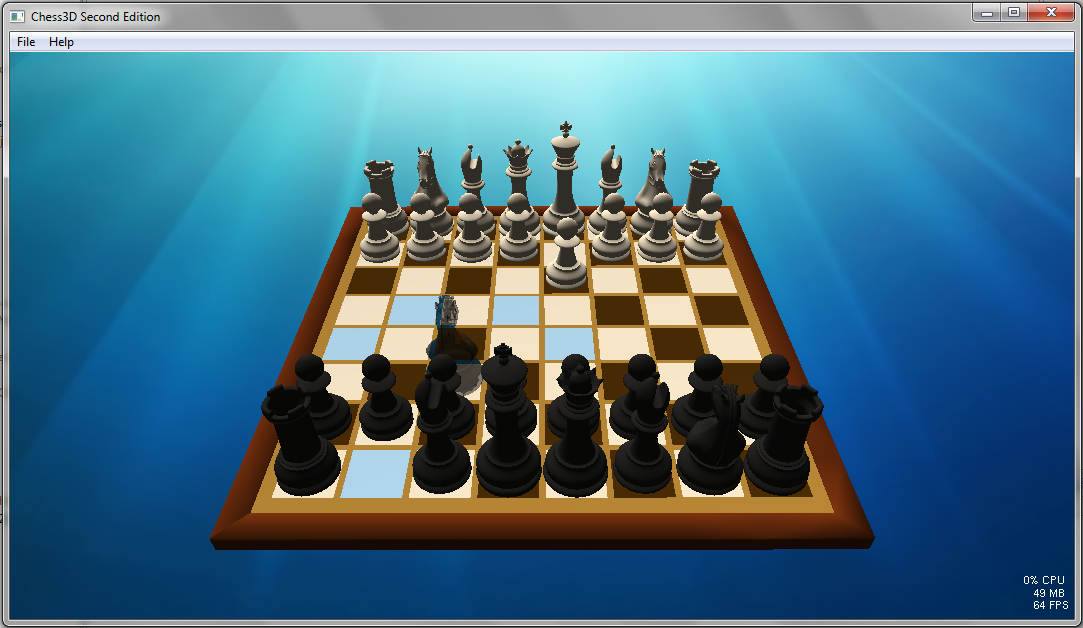 Chess3D Second Edition
File Help
0% CPU
49 MB
64 FPS